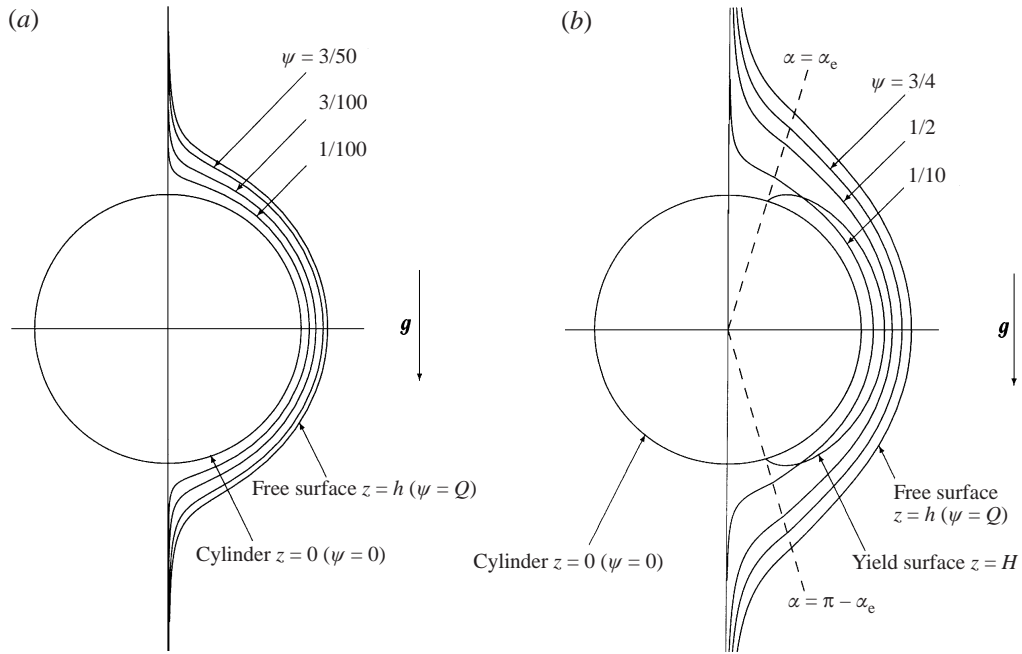 (a)
ψ = 3/50
3/100
1/100
g
Free surface z = h (ψ = Q)
Cylinder z = 0 (ψ = 0)
(b)
α = αe
ψ = 3/4
1/2
1/10
g
Free surface
z = h (ψ = Q)
Cylinder z = 0 (ψ = 0)
Yield surface z = H
α = π − αe